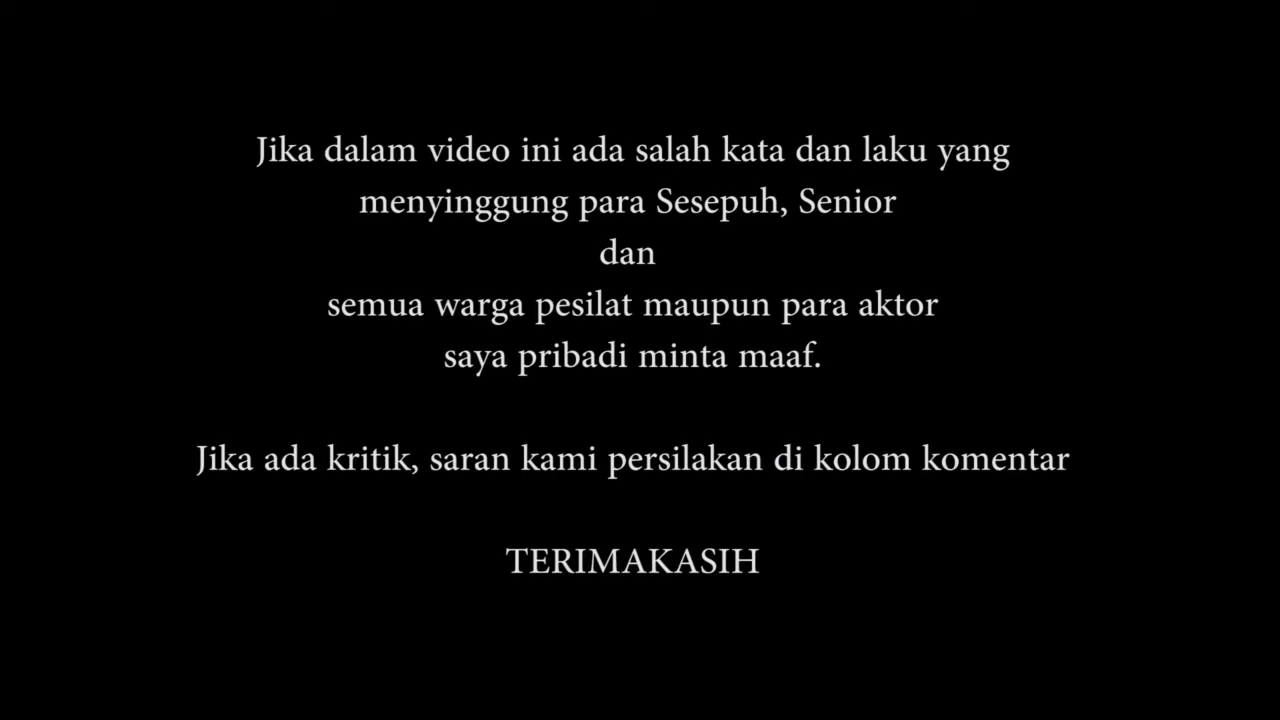 Jika dalam video ini ada salah kata dan laku yang
menyinggung para Sesepuh, Senior
dan
semua warga pesilat maupun para aktor
saya pribadi minta maaf.
Jika ada kritik, saran kami persilakan di kolom komentar
TERIMAKASIH